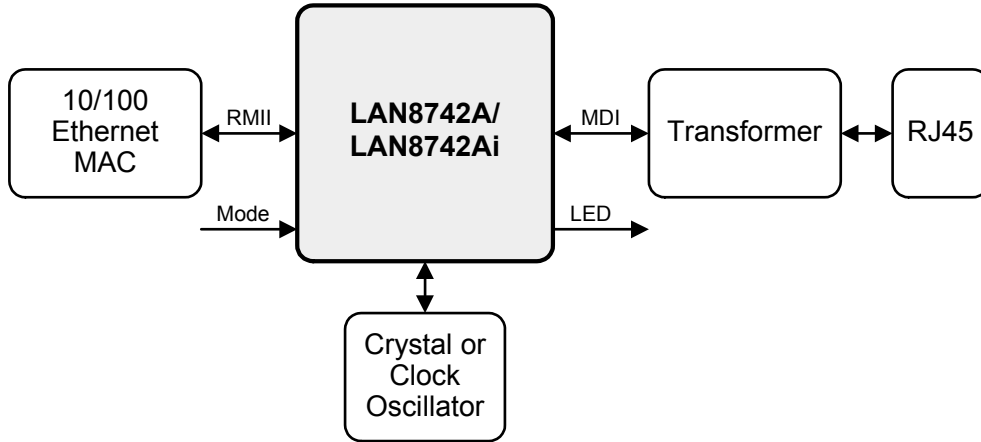 10/100
Ethernet
MAC
RMII
Mode
LAN8742A/
LAN8742Ai
MDI
LED
Transformer
RJ45
Crystal or
Clock
Oscillator